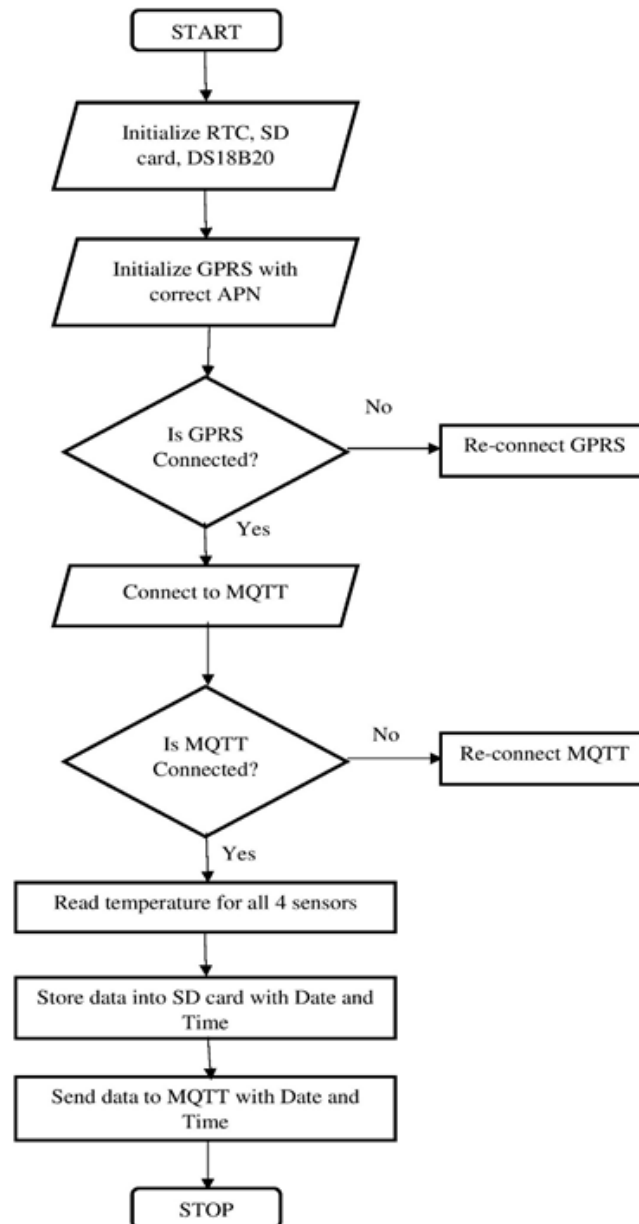 START
Initialize RTC, SD
card, DS18B20
Initialize GPRS with
correct APN
No
Is GPRS
Connected?
Re-connect GPRS
Yes
Connect to MQTT
No
Is MQTT
Connected?
Re-connect MQTT
Yes
Read temperature for all 4 sensors
Store data into SD card with Date and
Time
Send data to MQTT with Date and
Time
STOP